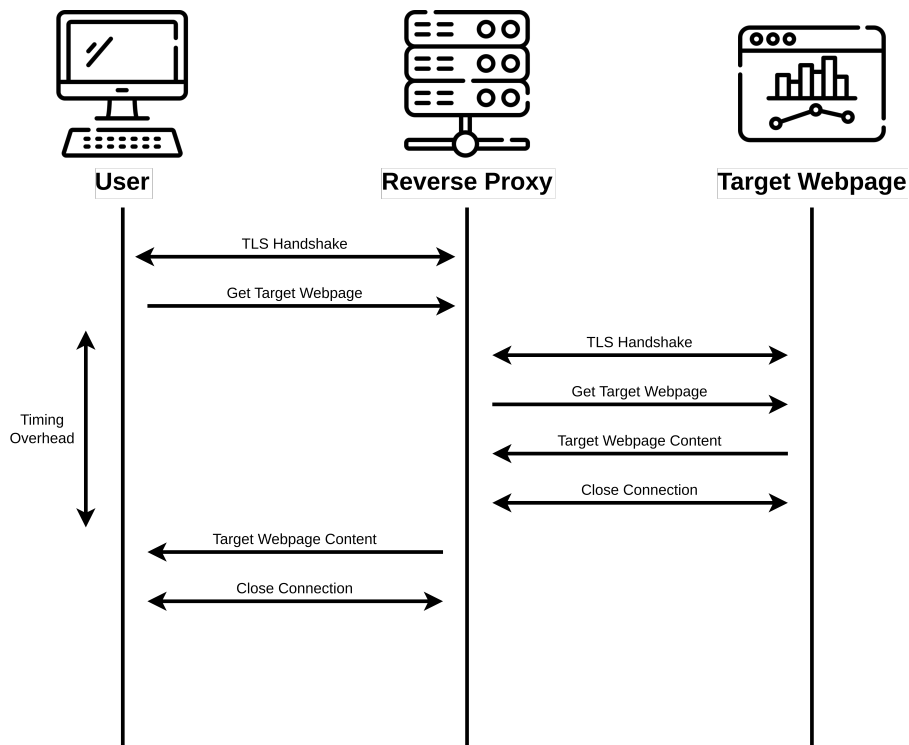 User
Reverse Proxy
Target Webpage
TLS Handshake
Get Target Webpage
TLS Handshake
Get Target Webpage
Timing
Overhead
Target Webpage Content
Close Connection
Target Webpage Content
Close Connection